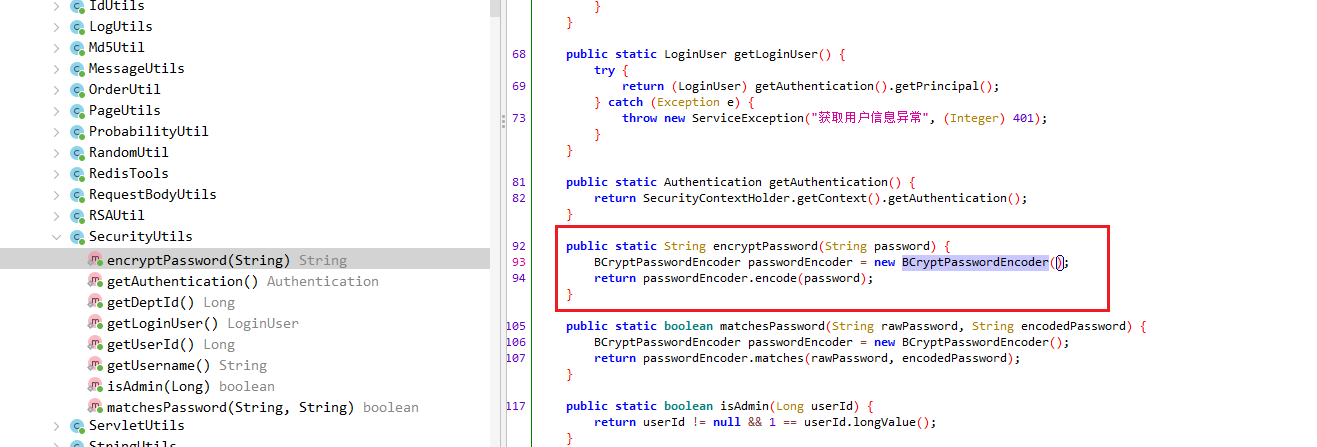 IdUtils
LogUtils
Md5Util
MessageUtils
OrderUtil
PageUtils
ProbabilityUtil
RandomUtil
RedisTools
RequestBodyUtils
RSAUtil
SecurityUtils
encryptPassword(String) String
getAuthentication() Authentication
getDeptId() Long
getLoginUser() LoginUser
getUserId() Long
getUsername() String
isAdmin(Long) boolean
matchesPassword(String, String) boolean
ServletUtils
StringUtils
}
}
68 public static LoginUser getLoginUser() {
try {
69 return (LoginUser) getAuthentication().getPrincipal();
} catch (Exception e) {
73 throw new ServiceException("获取用户信息异常", (Integer) 401);
}
}
81 public static Authentication getAuthentication() {
82 return SecurityContextHolder.getContext().getAuthentication();
}
92 public static String encryptPassword(String password) {
93 BCryptPasswordEncoder passwordEncoder = new BCryptPasswordEncoder();
94 return passwordEncoder.encode(password);
}
105 public static boolean matchesPassword(String rawPassword, String encodedPassword) {
106 BCryptPasswordEncoder passwordEncoder = new BCryptPasswordEncoder();
107 return passwordEncoder.matches(rawPassword, encodedPassword);
}
117 public static boolean isAdmin(Long userId) {
return userId != null && 1 == userId.longValue();
}